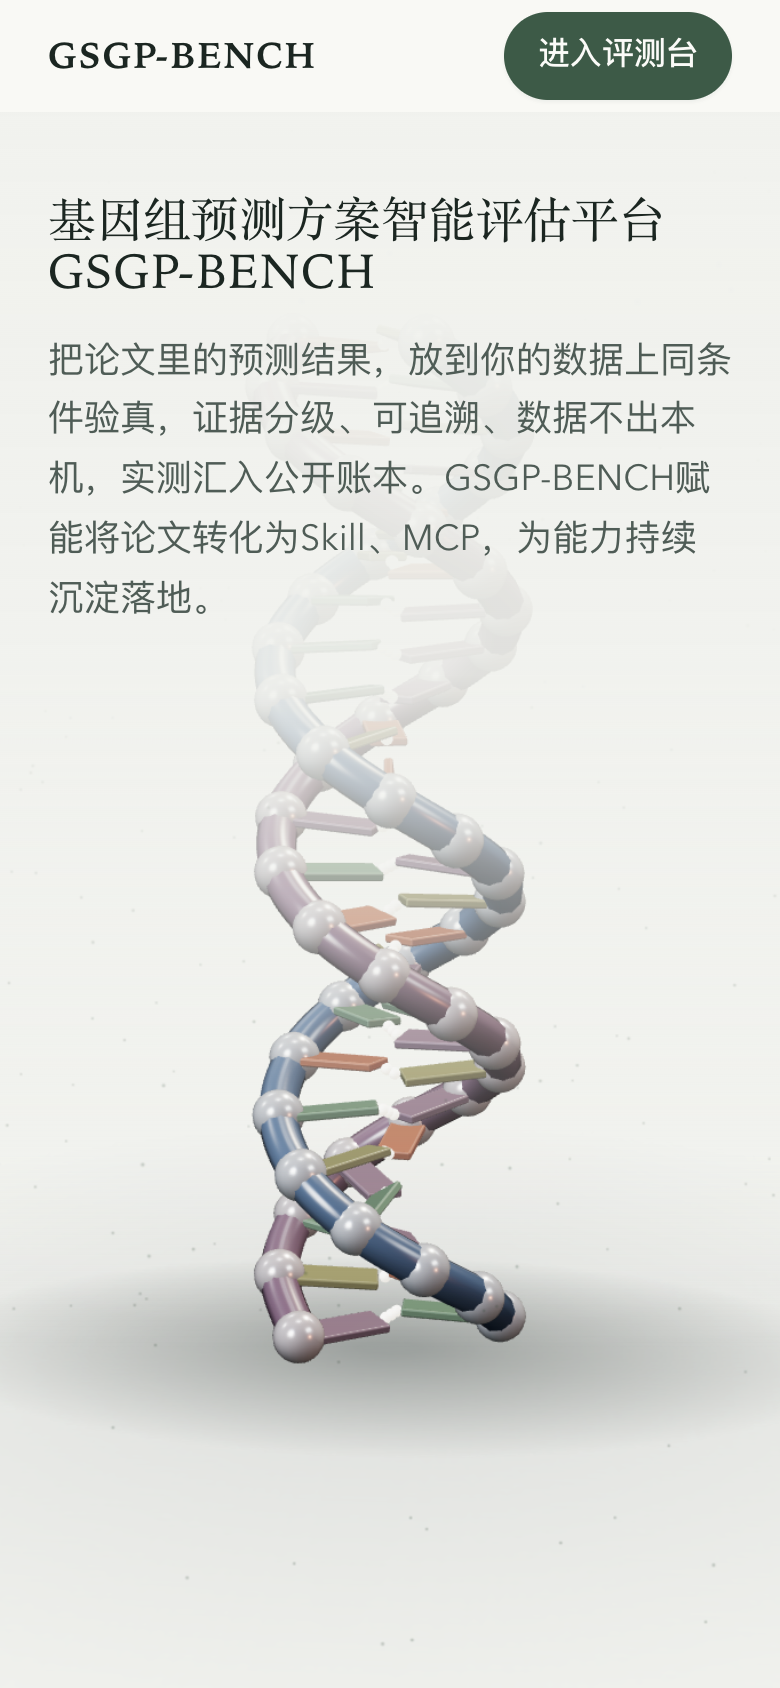 GSGP-BENCH
进入评测台
基因组预测方案智能评估平台
GSGP-BENCH
把论文里的预测结果，放到你的数据上同条
件验真，证据分级、可追溯、数据不出本
机，实测汇入公开账本。GSGP-BENCH赋
能将论文转化为Skill、MCP，为能力持续
沉淀落地。